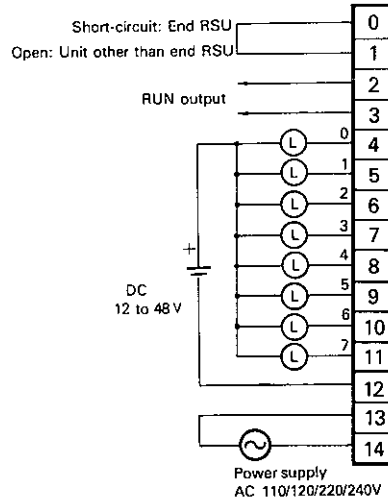 Short-circuit: End RSU
Open: Unit other than end RSU
RUN output
0
1
2
3
0 4
1 5
2 6
3 7
4 8
5 9
6 10
7 11
12
13
14
L
L
L
L
L
L
L
L
+
DC
12 to 48 V
Power supply
AC 110/120/220/240V